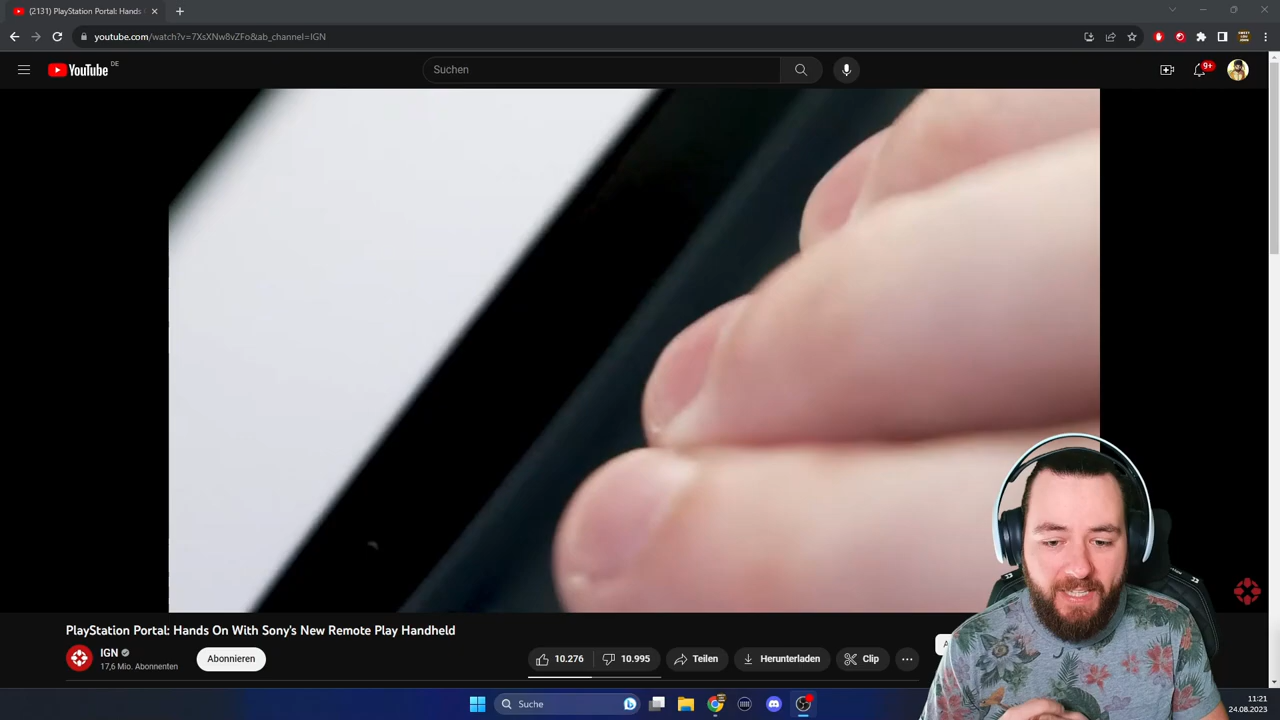 (2131) PlayStation Portal: Hands
youtube.com/watch?v=7XsXNw8vZFo&ab_channel=IGN
YouTube DE
Suchen
9+
PlayStation Portal: Hands On With Sony's New Remote Play Handheld
IGN
17,6 Mio. Abonnenten
Abonnieren
10.276
10.995
Teilen
Herunterladen
Clip
Suche
11:21
24.08.2023